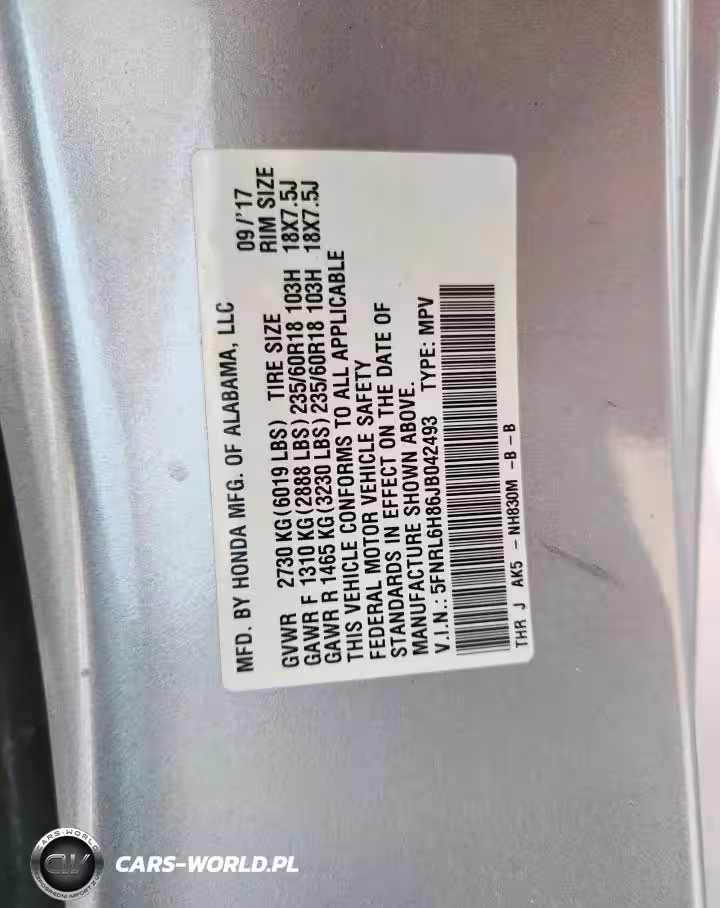 MFD. BY HONDA MFG. OF ALABAMA, LLC 09/'17
GVWR 2730 KG(6019 LBS) TIRE SIZE RIM SIZE
GAWR F 1310 KG(2888 LBS)235/60R18 103H 18X7.5J
GAWR R 1465 KG(3230 LBS)235/60R18 103H 18X7.5J
THIS VEHICLE CONFORMS TO ALL APPLICABLE
FEDERAL MOTOR VEHICLE SAFETY
STANDARDS IN EFFECT ON THE DATE OF
MANUFACTURE SHOWN ABOVE.
V.I.N.: 5FNRL6H86JB042493 TYPE: MPV
THR J AK5 - NH830M -B-B
CARS-WORLD
CW
CARS-WORLD.PL